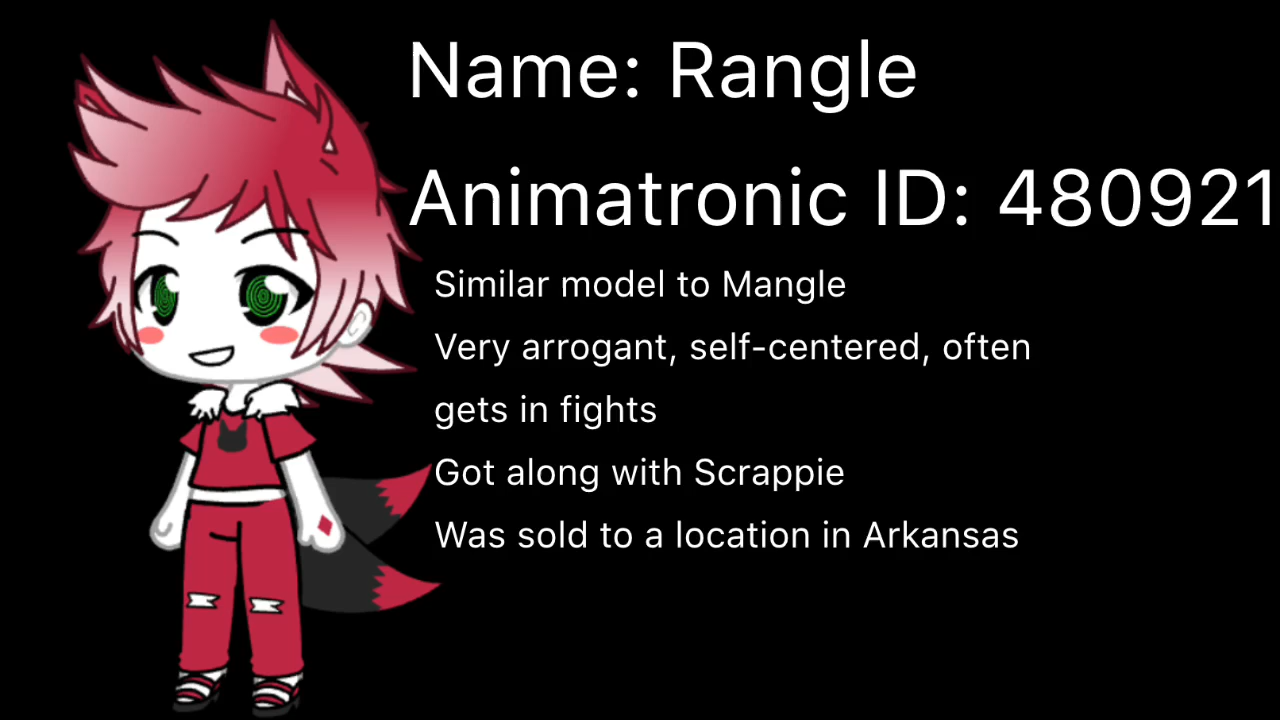 Name: Rangle
Animatronic ID: 480921
Similar model to Mangle
Very arrogant, self-centered, often
gets in fights
Got along with Scrappie
Was sold to a location in Arkansas